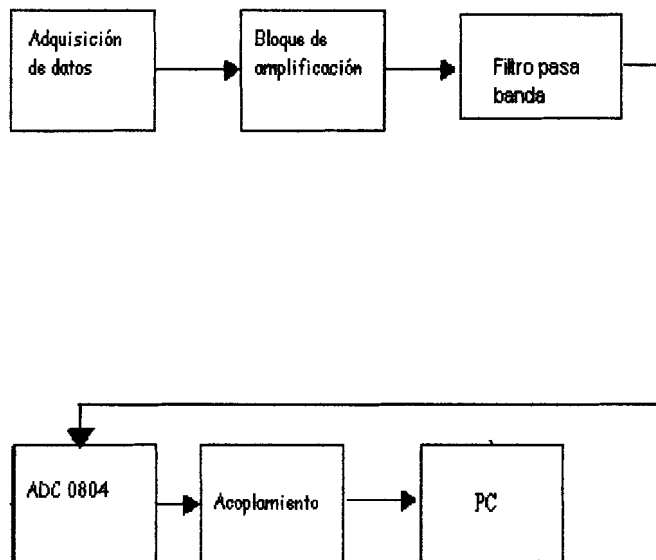 Adquisición
de datos
Bloque de
amplificación
Filtro pasa
banda
ADC 0804
Acoplamiento
PC